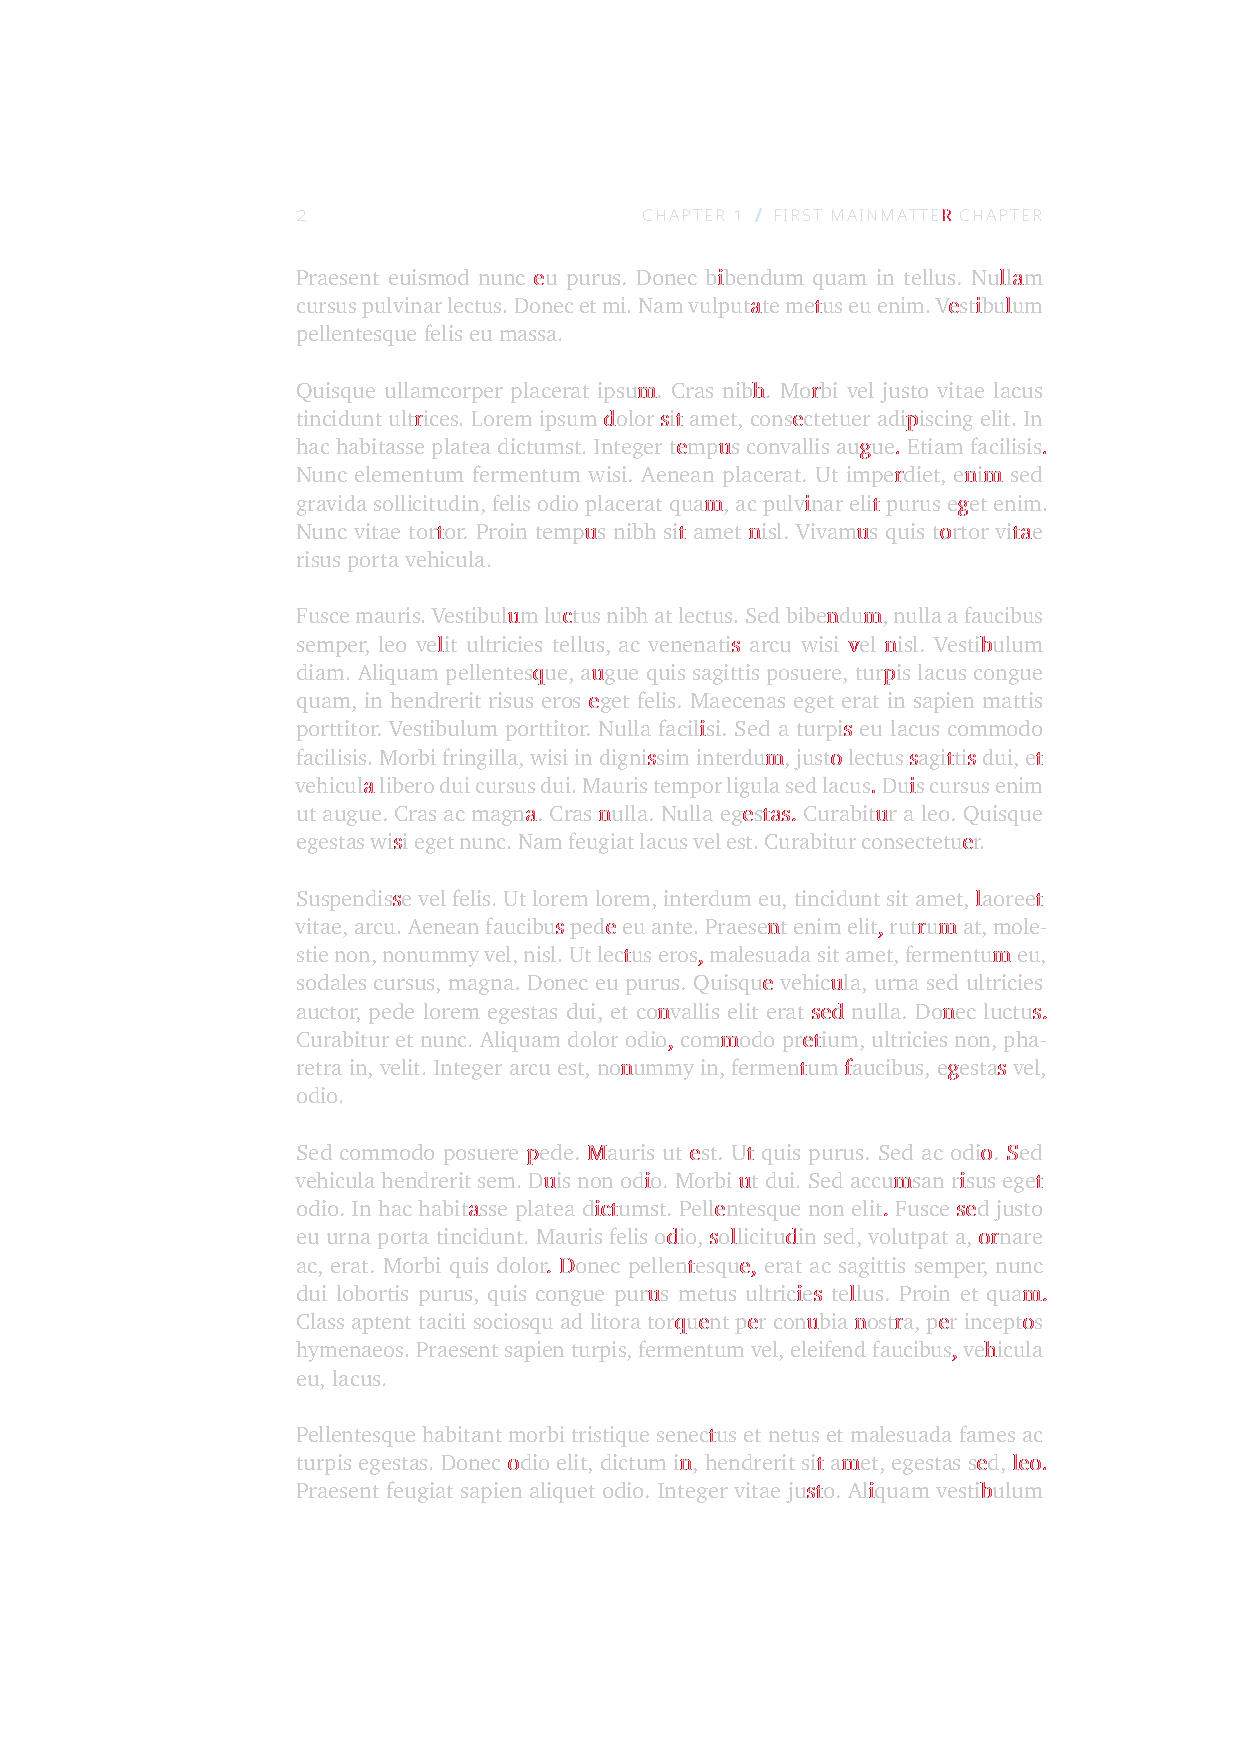 2
CHAPTER 1 / FIRST MAINMATTER CHAPTER
Praesent euismod nunc eu purus. Donec bibendum quam in tellus. Nullam
cursus pulvinar lectus. Donec et mi. Nam vulputate metus eu enim. Vestibulum
pellentesque felis eu massa.
Quisque ullamcorper placerat ipsum. Cras nibh. Morbi vel justo vitae lacus
tincidunt ultrices. Lorem ipsum dolor sit amet, consectetuer adipiscing elit. In
hac habitasse platea dictumst. Integer tempus convallis augue. Etiam facilisis.
Nunc elementum fermentum wisi. Aenean placerat. Ut imperdiet, enim sed
gravida sollicitudin, felis odio placerat quam, ac pulvinar elit purus eget enim.
Nunc vitae tortor. Proin tempus nibh sit amet nisl. Vivamus quis tortor vitae
risus porta vehicula.
Fusce mauris. Vestibulum luctus nibh at lectus. Sed bibendum, nulla a faucibus
semper, leo velit ultricies tellus, ac venenatis arcu wisi vel nisl. Vestibulum
diam. Aliquam pellentesque, augue quis sagittis posuere, turpis lacus congue
quam, in hendrerit risus eros eget felis. Maecenas eget erat in sapien mattis
porttitor. Vestibulum porttitor. Nulla facilisi. Sed a turpis eu lacus commodo
facilisis. Morbi fringilla, wisi in dignissim interdum, justo lectus sagittis dui, et
vehicula libero dui cursus dui. Mauris tempor ligula sed lacus. Duis cursus enim
ut augue. Cras ac magna. Cras nulla. Nulla egestas. Curabitur a leo. Quisque
egestas wisi eget nunc. Nam feugiat lacus vel est. Curabitur consectetuer.
Suspendisse vel felis. Ut lorem lorem, interdum eu, tincidunt sit amet, laoreet
vitae, arcu. Aenean faucibus pede eu ante. Praesent enim elit, rutrum at, mole-
stie non, nonummy vel, nisl. Ut lectus eros, malesuada sit amet, fermentum eu,
sodales cursus, magna. Donec eu purus. Quisque vehicula, urna sed ultricies
auctor, pede lorem egestas dui, et convallis elit erat sed nulla. Donec luctus.
Curabitur et nunc. Aliquam dolor odio, commodo pretium, ultricies non, pha-
retra in, velit. Integer arcu est, nonummy in, fermentum faucibus, egestas vel,
odio.
Sed commodo posuere pede. Mauris ut est. Ut quis purus. Sed ac odio. Sed
vehicula hendrerit sem. Duis non odio. Morbi ut dui. Sed accumsan risus eget
odio. In hac habitasse platea dictumst. Pellentesque non elit. Fusce sed justo
eu urna porta tincidunt. Mauris felis odio, sollicitudin sed, volutpat a, ornare
ac, erat. Morbi quis dolor. Donec pellentesque, erat ac sagittis semper, nunc
dui lobortis purus, quis congue purus metus ultricies tellus. Proin et quam.
Class aptent taciti sociosqu ad litora torquent per conubia nostra, per inceptos
hymenaeos. Praesent sapien turpis, fermentum vel, eleifend faucibus, vehicula
eu, lacus.
Pellentesque habitant morbi tristique senectus et netus et malesuada fames ac
turpis egestas. Donec odio elit, dictum in, hendrerit sit amet, egestas sed, leo.
Praesent feugiat sapien aliquet odio. Integer vitae justo. Aliquam vestibulum